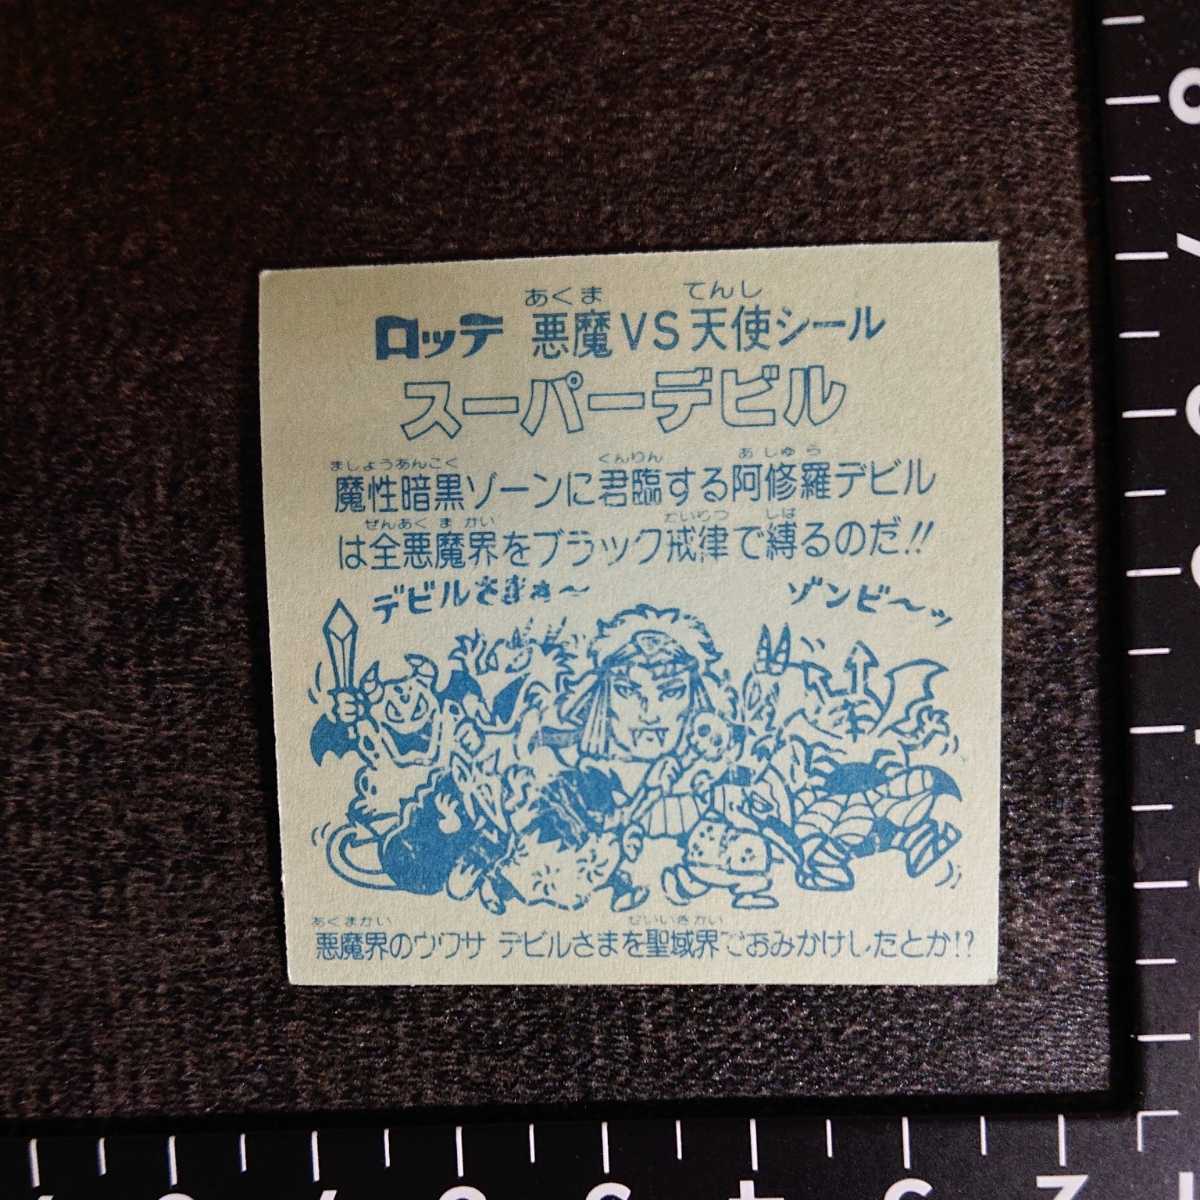 あくま てんし
ロッテ 悪魔VS天使シール
スーパーデビル
ましょうあんこく くんりん あしゅら
魔性暗黒ゾーンに君臨する阿修羅デビル
ぜんあくまかい かいりつ しば
は全悪魔界をブラック戒律で縛るのだ!!
デビルさまぁ〜 ゾンビ〜ッ
あくまかい せいいきかい
悪魔界のウワサ デビルさまを聖域界でおみかけしたとか!?